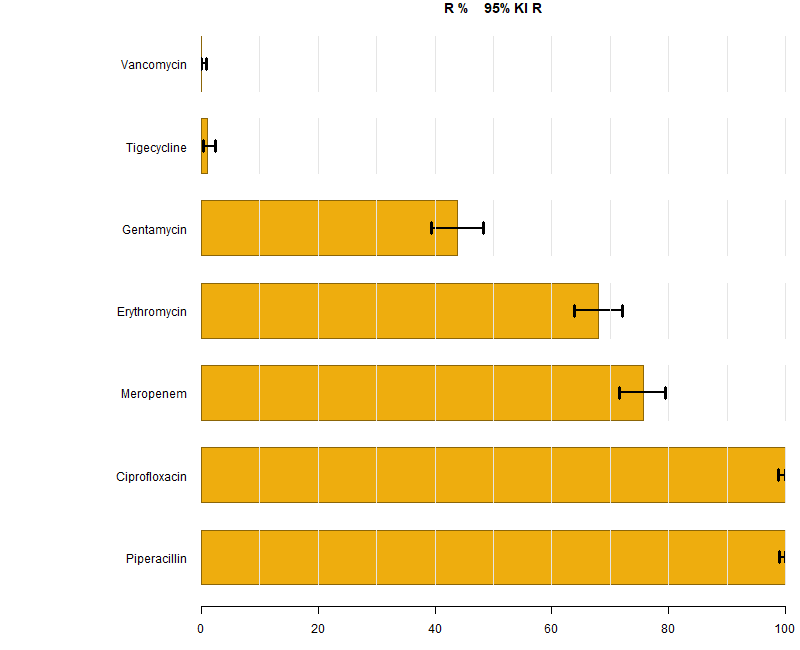 R % 95% KI R
Vancomycin
Tigecycline
Gentamycin
Erythromycin
Meropenem
Ciprofloxacin
Piperacillin
0 20 40 60 80 100